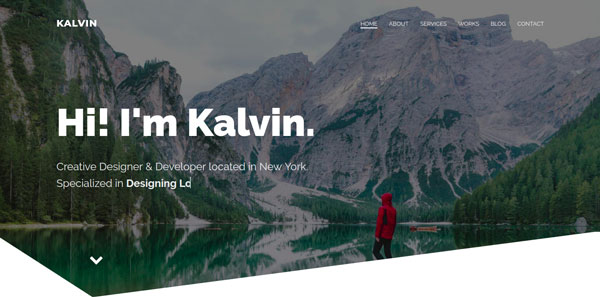 KALVIN
HOME ABOUT SERVICES WORKS BLOG CONTACT
Hi! I'm Kalvin.
Creative Designer & Developer located in New York.
Specialized in Designing Lo